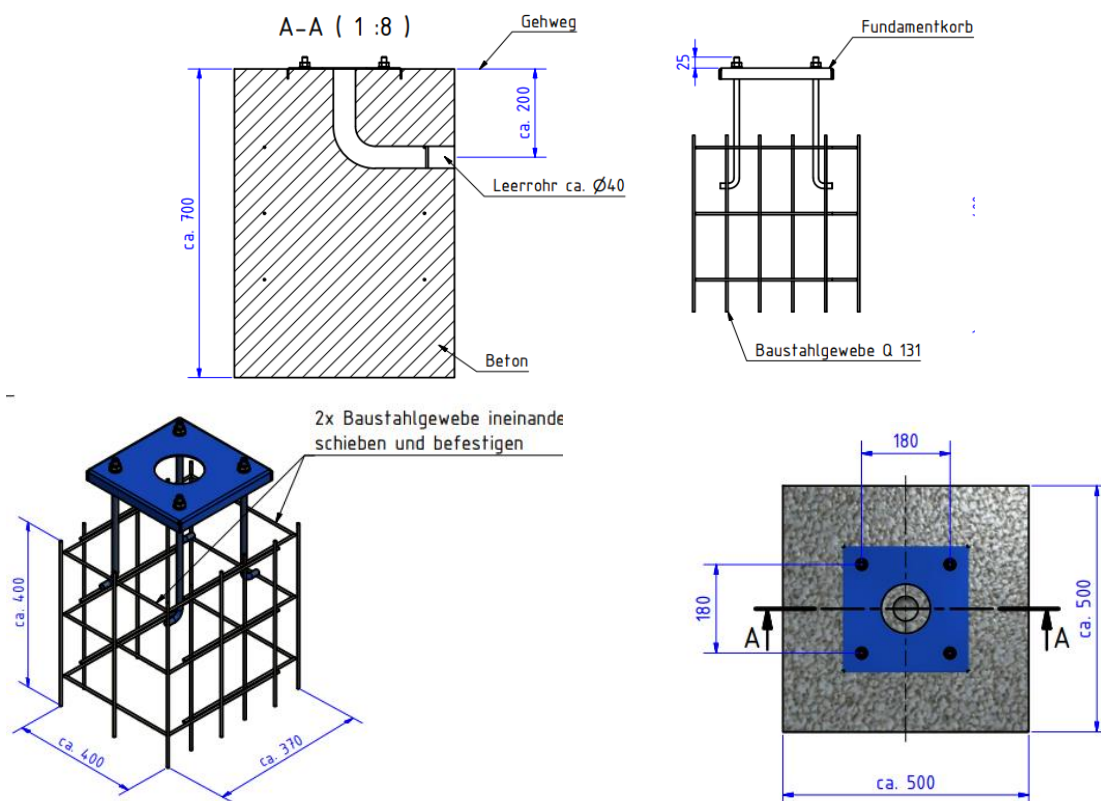 A-A ( 1 :8 )
Gehweg
ca. 200
Leerrohr ca. Ø40
ca. 700
Beton
25
Fundamentkorb
Baustahlgewebe Q 131
2x Baustahlgewebe ineinande
schieben und befestigen
ca. 400
ca. 400
ca. 370
180
180
A
A
ca. 500
ca. 500